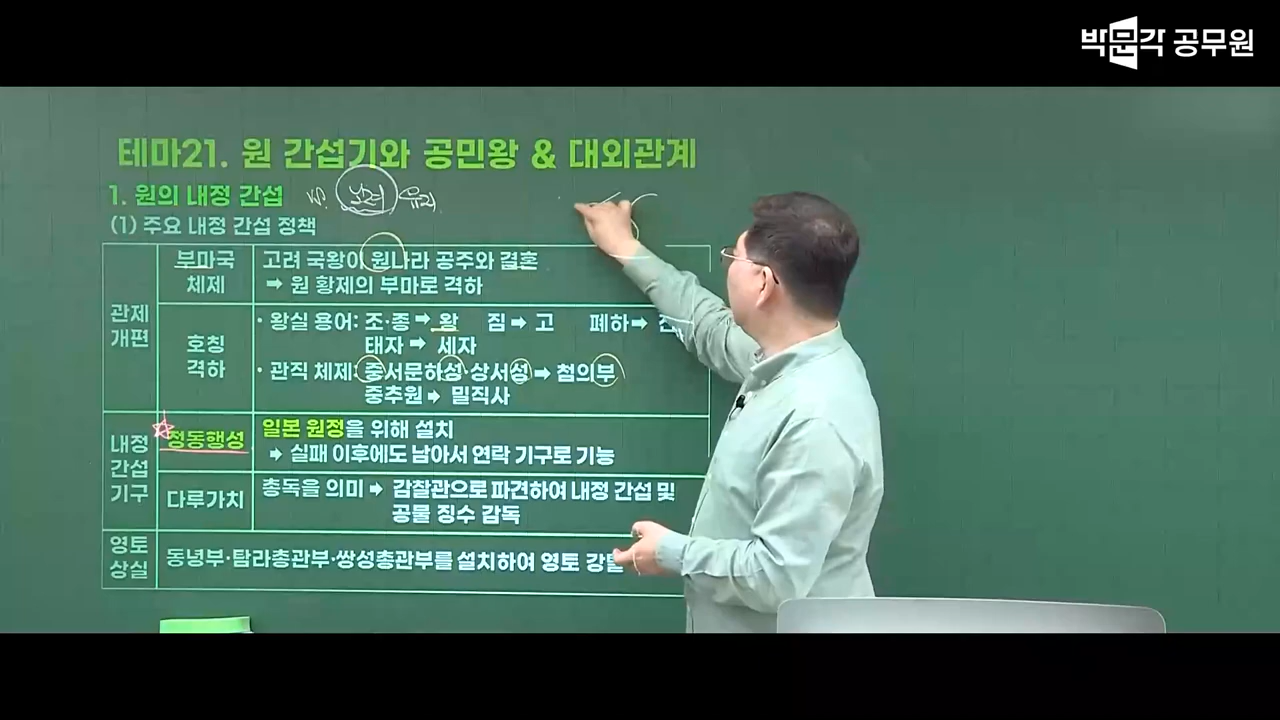 박문각 공무원
테마21. 원 간섭기와 공민왕 & 대외관계
1. 원의 내정 간섭 vs. 고려 유지
(1) 주요 내정 간섭 정책
관제 개편
부마국 체제
고려 국왕이 원나라 공주와 결혼
➡ 원 황제의 부마로 격하
호칭 격하
· 왕실 용어: 조·종 ➡ 왕 짐 ➡ 고 폐하 ➡
태자 ➡ 세자
· 관직 체제: 중서문하성·상서성 ➡ 첨의부
중추원 ➡ 밀직사
내정 간섭 기구
☆정동행성
일본 원정을 위해 설치
➡ 실패 이후에도 남아서 연락 기구로 기능
다루가치
총독을 의미 ➡ 감찰관으로 파견하여 내정 간섭 및
공물 징수 감독
영토 상실
동녕부·탐라총관부·쌍성총관부를 설치하여 영토 강탈